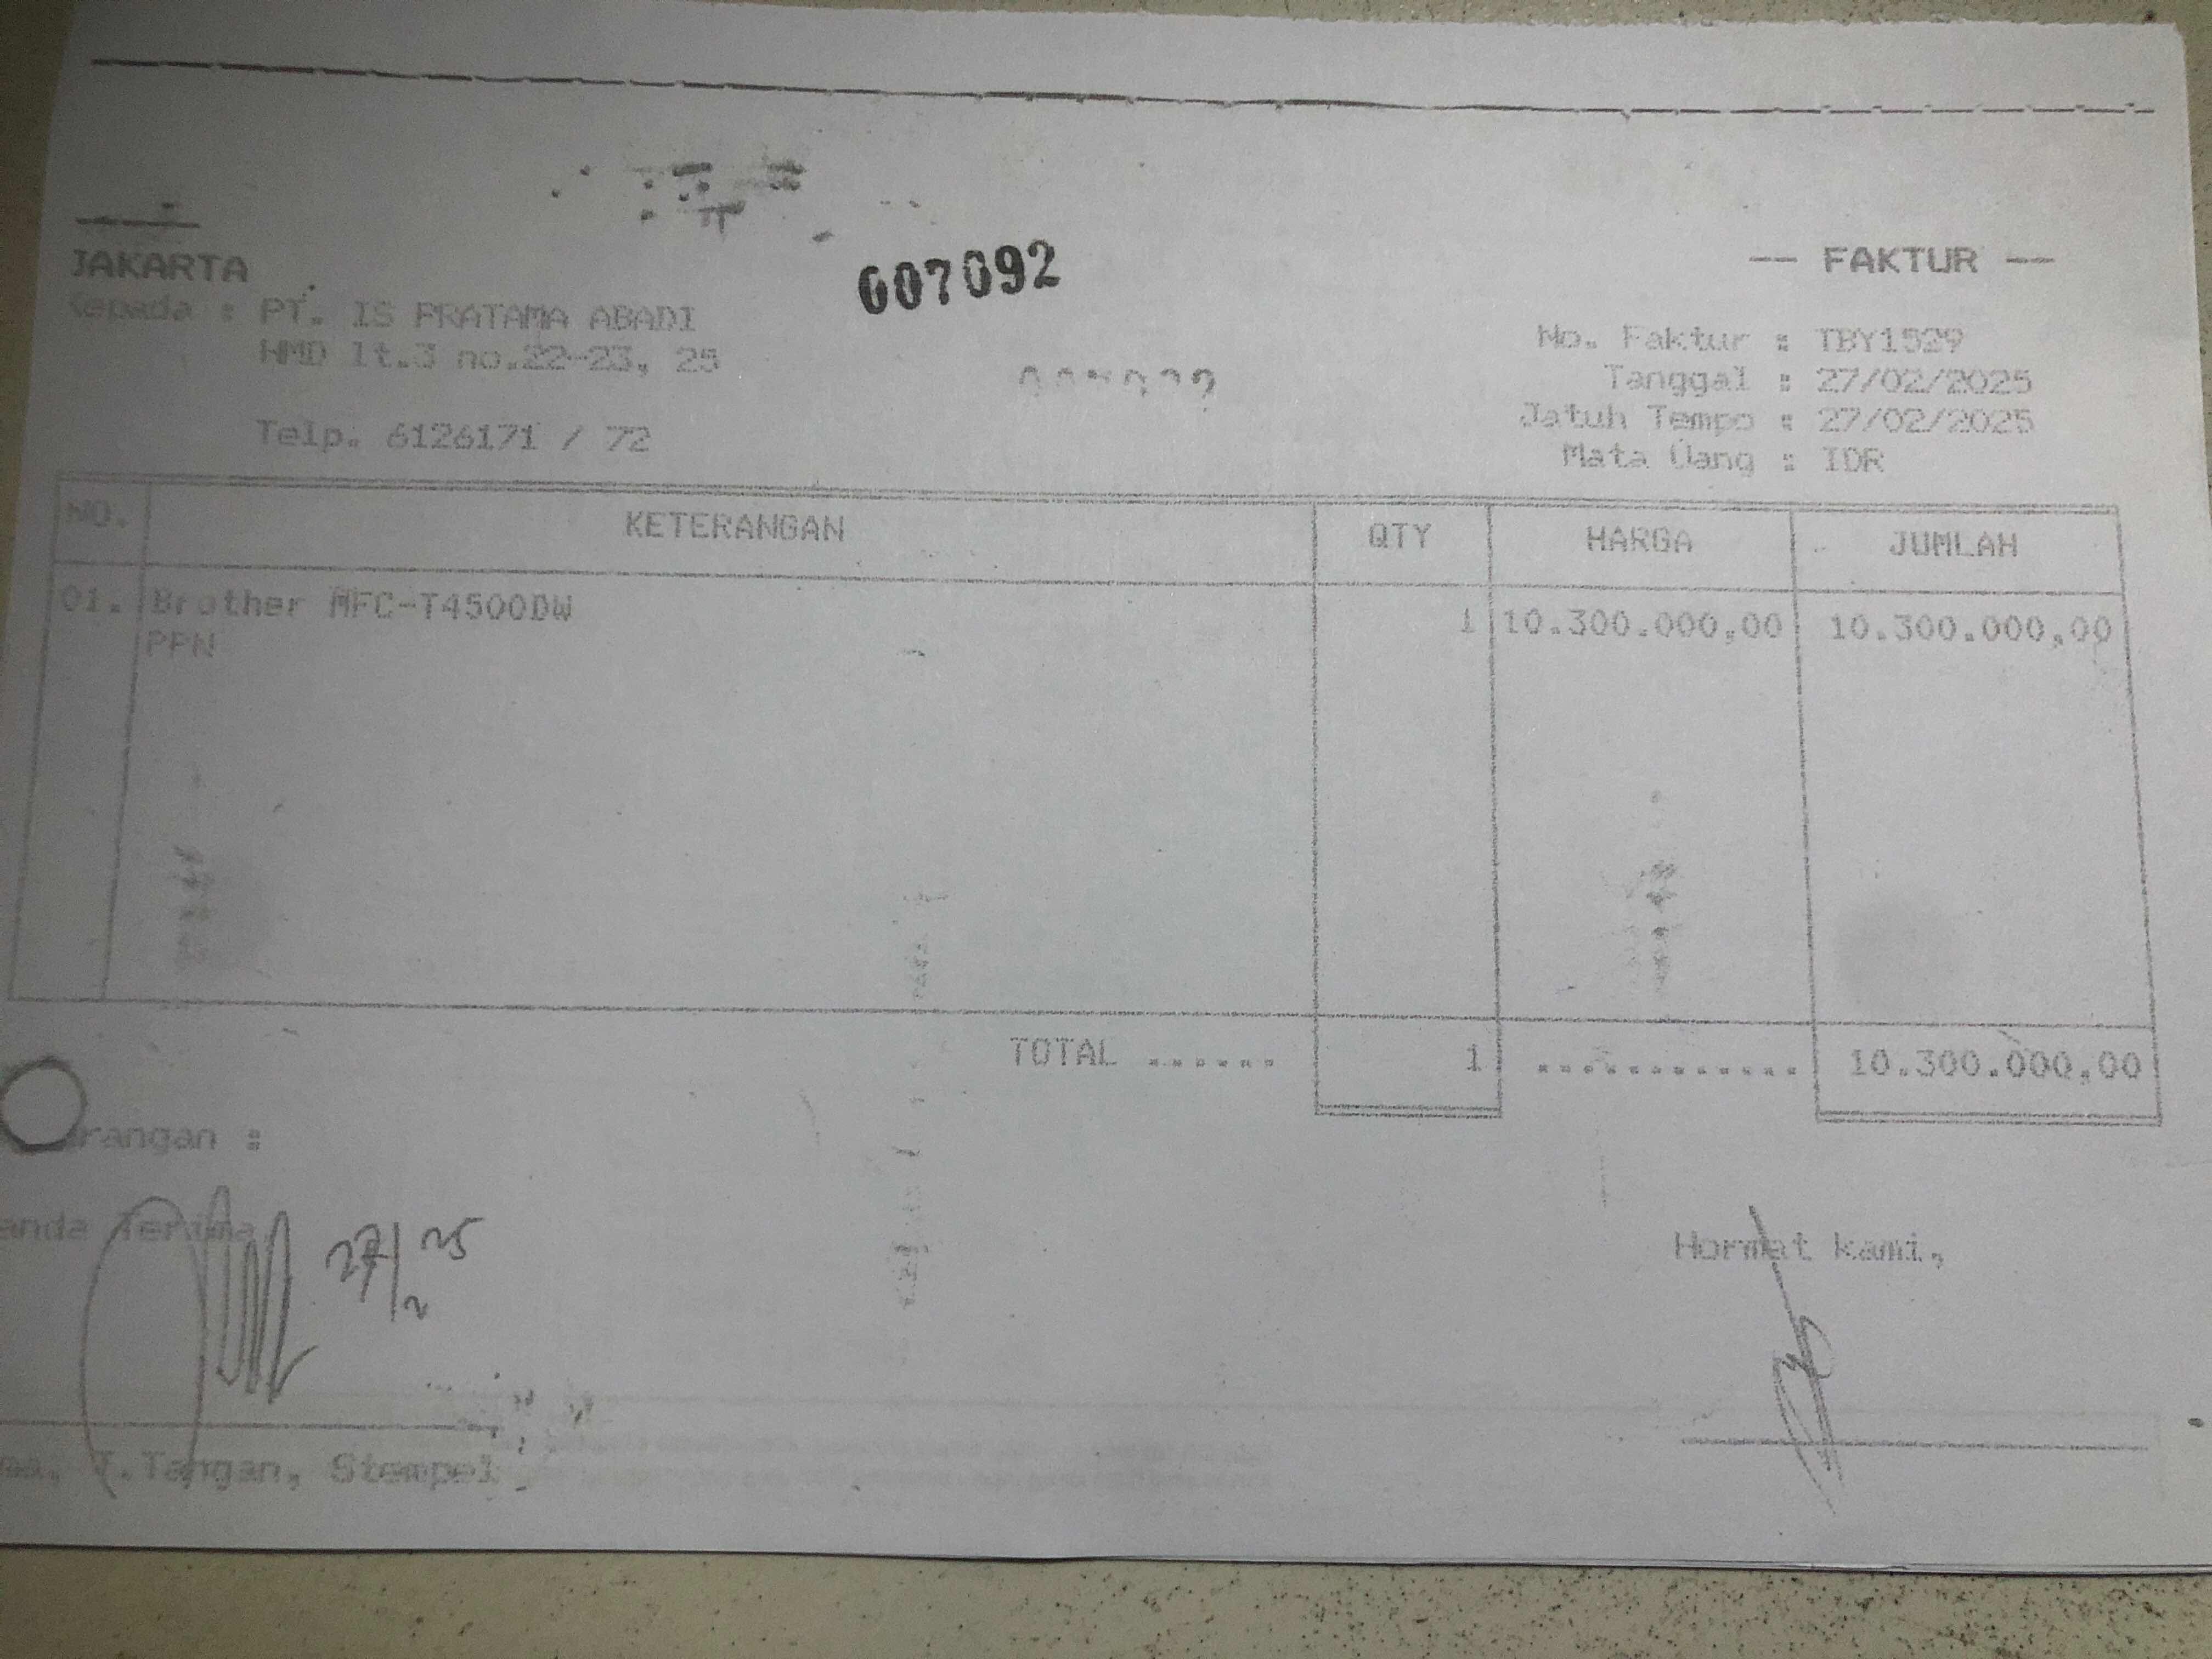 JAKARTA
-- FAKTUR --
007092
Kepada : PT. IS PRATAMA ABADI
HMD lt.3 no.22-23, 25
No. Faktur : TBY1529
Tanggal : 27/02/2025
Jatuh Tempo : 27/02/2025
Telp. 6126171 / 72
Mata Uang : IDR
NO. KETERANGAN QTY HARGA JUMLAH
01. Brother MFC-T4500DW 1 10.300.000,00 10.300.000,00
PPN
TOTAL ...... 1 ............ 10.300.000,00
rangan :
anda Terima,
27/2 25
Hormat kami,
T.Tangan, Stempel